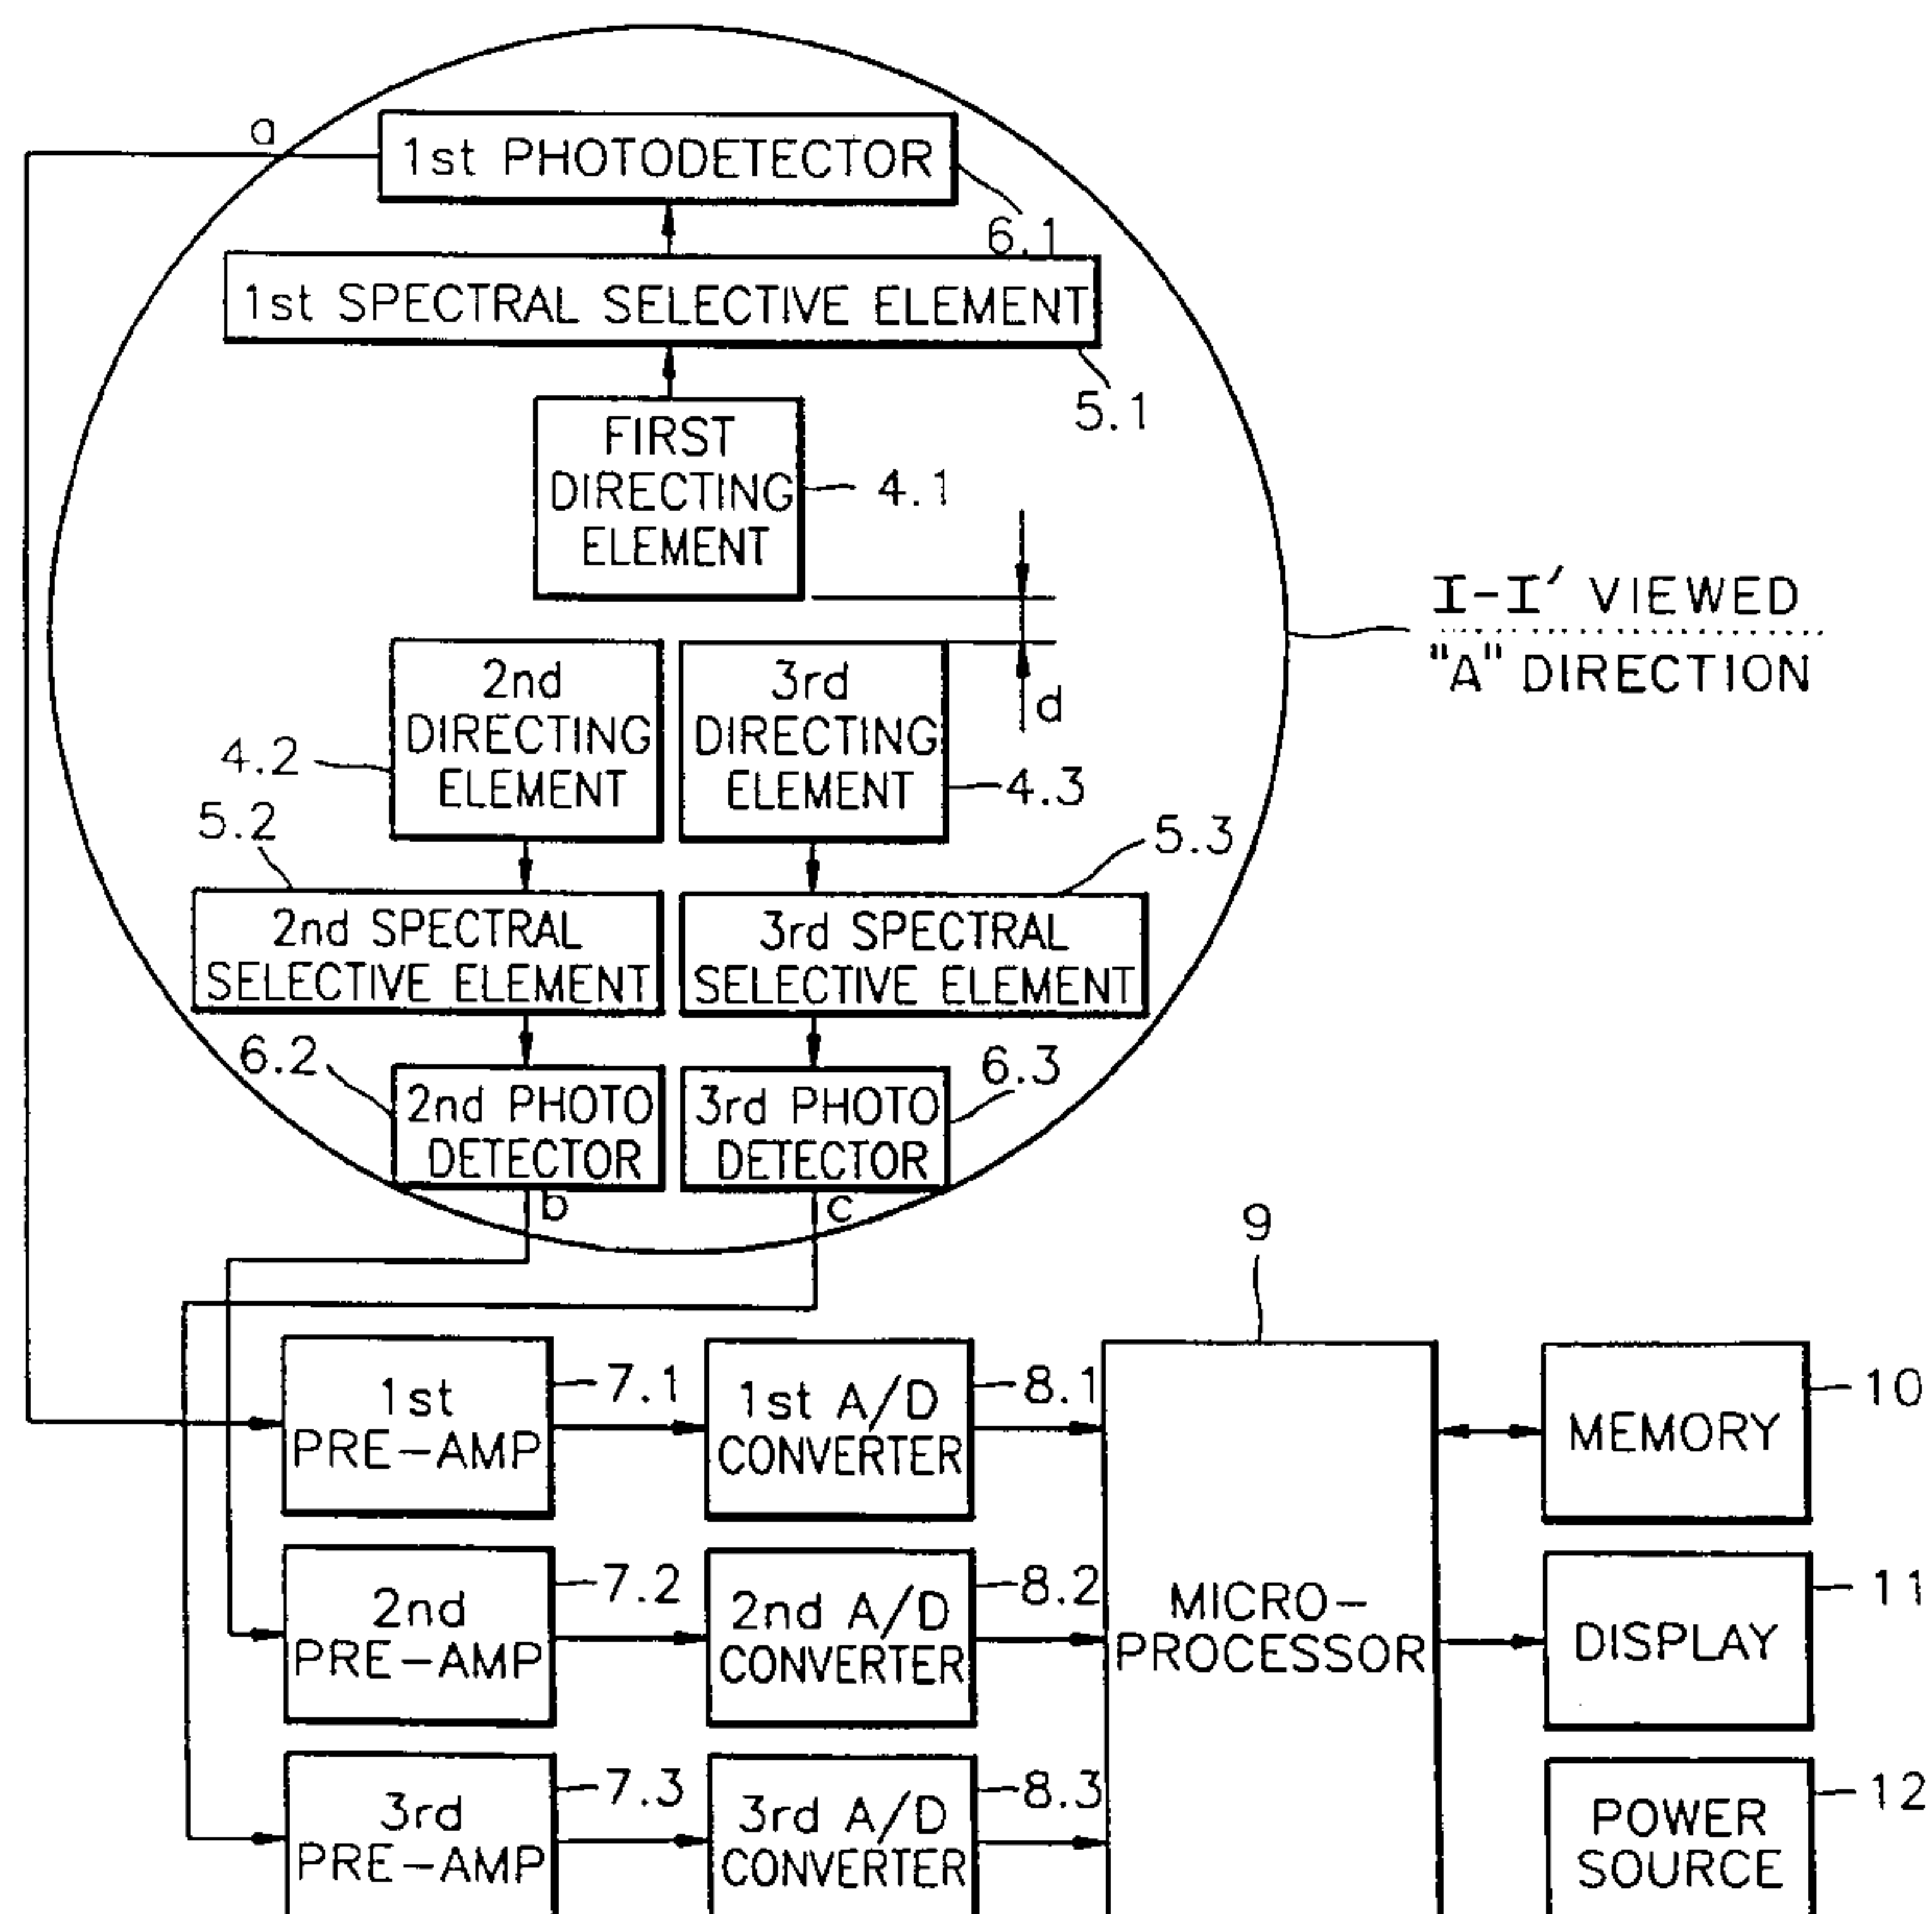 a
1st PHOTODETECTOR
6.1
1st SPECTRAL SELECTIVE ELEMENT
5.1
FIRST
DIRECTING
ELEMENT
4.1
I-I' VIEWED
"A" DIRECTION
d
2nd
DIRECTING
ELEMENT
3rd
DIRECTING
ELEMENT
4.2
4.3
5.2
5.3
2nd SPECTRAL
SELECTIVE ELEMENT
3rd SPECTRAL
SELECTIVE ELEMENT
6.2
6.3
2nd PHOTO
DETECTOR
3rd PHOTO
DETECTOR
b
c
9
1st
PRE-AMP
7.1
1st A/D
CONVERTER
8.1
MEMORY
10
2nd
PRE-AMP
7.2
2nd A/D
CONVERTER
8.2
MICRO-
PROCESSOR
DISPLAY
11
3rd
PRE-AMP
7.3
3rd A/D
CONVERTER
8.3
POWER
SOURCE
12